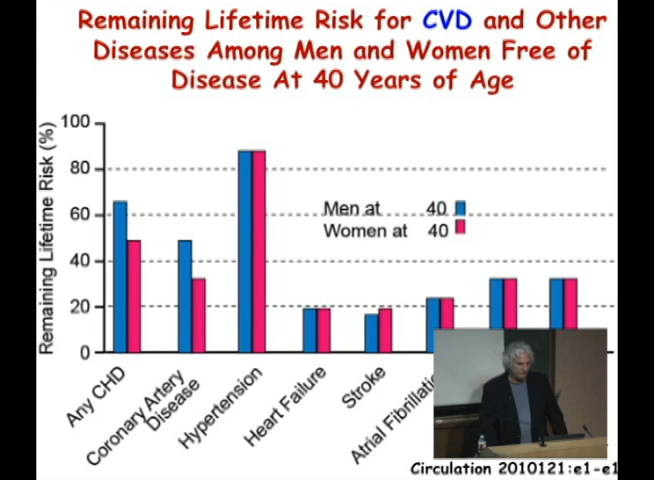 Remaining Lifetime Risk for CVD and Other
Diseases Among Men and Women Free of
Disease At 40 Years of Age
Remaining Lifetime Risk (%)
100
80
60
40
20
0
Men at 40
Women at 40
Any CHD
Coronary Artery
Disease
Hypertension
Heart Failure
Stroke
Atrial Fibrillatio
Circulation 2010121:e1-e1